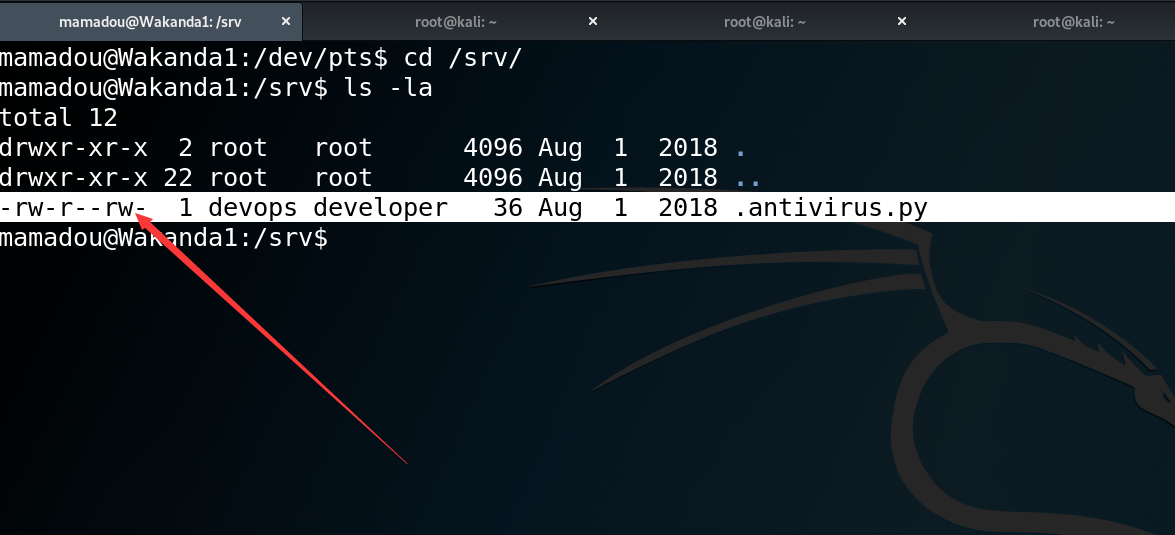 mamadou@Wakanda1: /srv × root@kali: ~ × root@kali: ~ × root@kali: ~
mamadou@Wakanda1:/dev/pts$ cd /srv/
mamadou@Wakanda1:/srv$ ls -la
total 12
drwxr-xr-x  2 root   root      4096 Aug  1  2018 .
drwxr-xr-x 22 root   root      4096 Aug  1  2018 ..
-rw-r--rw-  1 devops developer   36 Aug  1  2018 .antivirus.py
mamadou@Wakanda1:/srv$